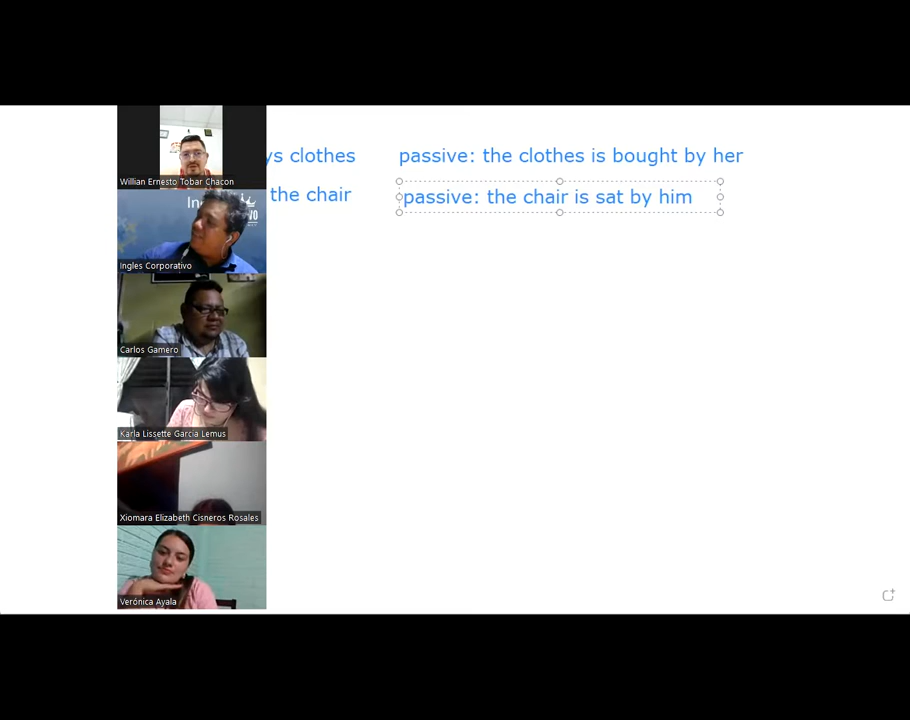 Willian Ernesto Tobar Chacon
ys clothes
passive: the clothes is bought by her
the chair
passive: the chair is sat by him
Ingles Corporativo
Carlos Gamero
Karla Lissette Garcia Lemus
Xiomara Elizabeth Cisneros Rosales
Verónica Ayala